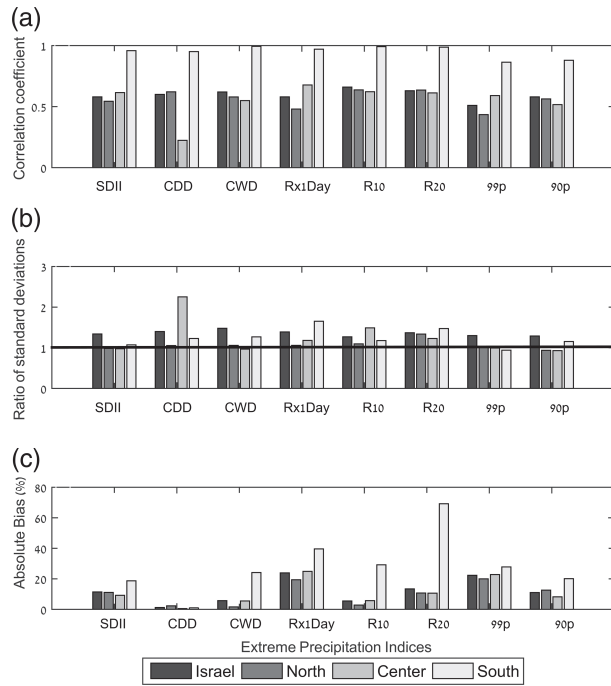 (a)
Correlation coefficient
1
0.5
0
SDII CDD CWD Rx1Day R10 R20 99p 90p
(b)
Ratio of standard deviations
3
2
1
0
SDII CDD CWD Rx1Day R10 R20 99p 90p
(c)
Absolute Bias (%)
80
60
40
20
0
SDII CDD CWD Rx1Day R10 R20 99p 90p
Extreme Precipitation Indices
Israel North Center South